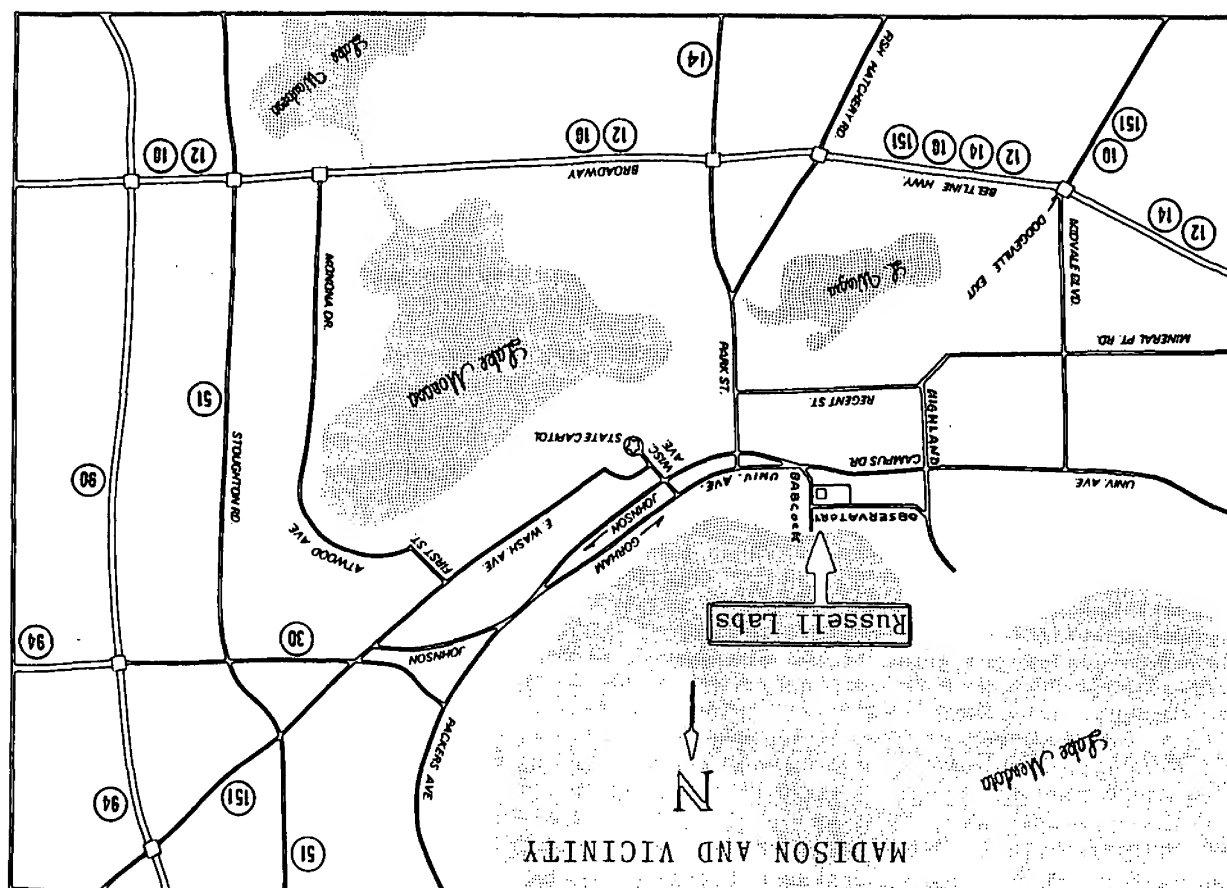 MADISON AND VICINITY
N
51
94
151
Lake Mendota
PACKERS AVE
Russell Labs
JOHNSON
30
94
OBSERVATORY
BABCOCK
GORHAM
JOHNSON
E. WASH. AVE.
FIRST ST.
ATWOOD AVE
UNIV. AVE
HIGHLAND
CAMPUS DR.
UNIV. AVE.
WISC. AVE.
STATE CAPITOL
STOUGHTON RD
90
51
REGENT ST.
PARK ST.
Lake Monona
MINERAL PT. RD.
MIDVALE BLVD.
DODGEVILLE EXIT
L. Wingra
MONONA DR.
12
14
BELTLINE HWY.
12
14
18
151
BROADWAY
12
18
12
18
18
151
FISH HATCHERY RD.
14
Lake Waubesa